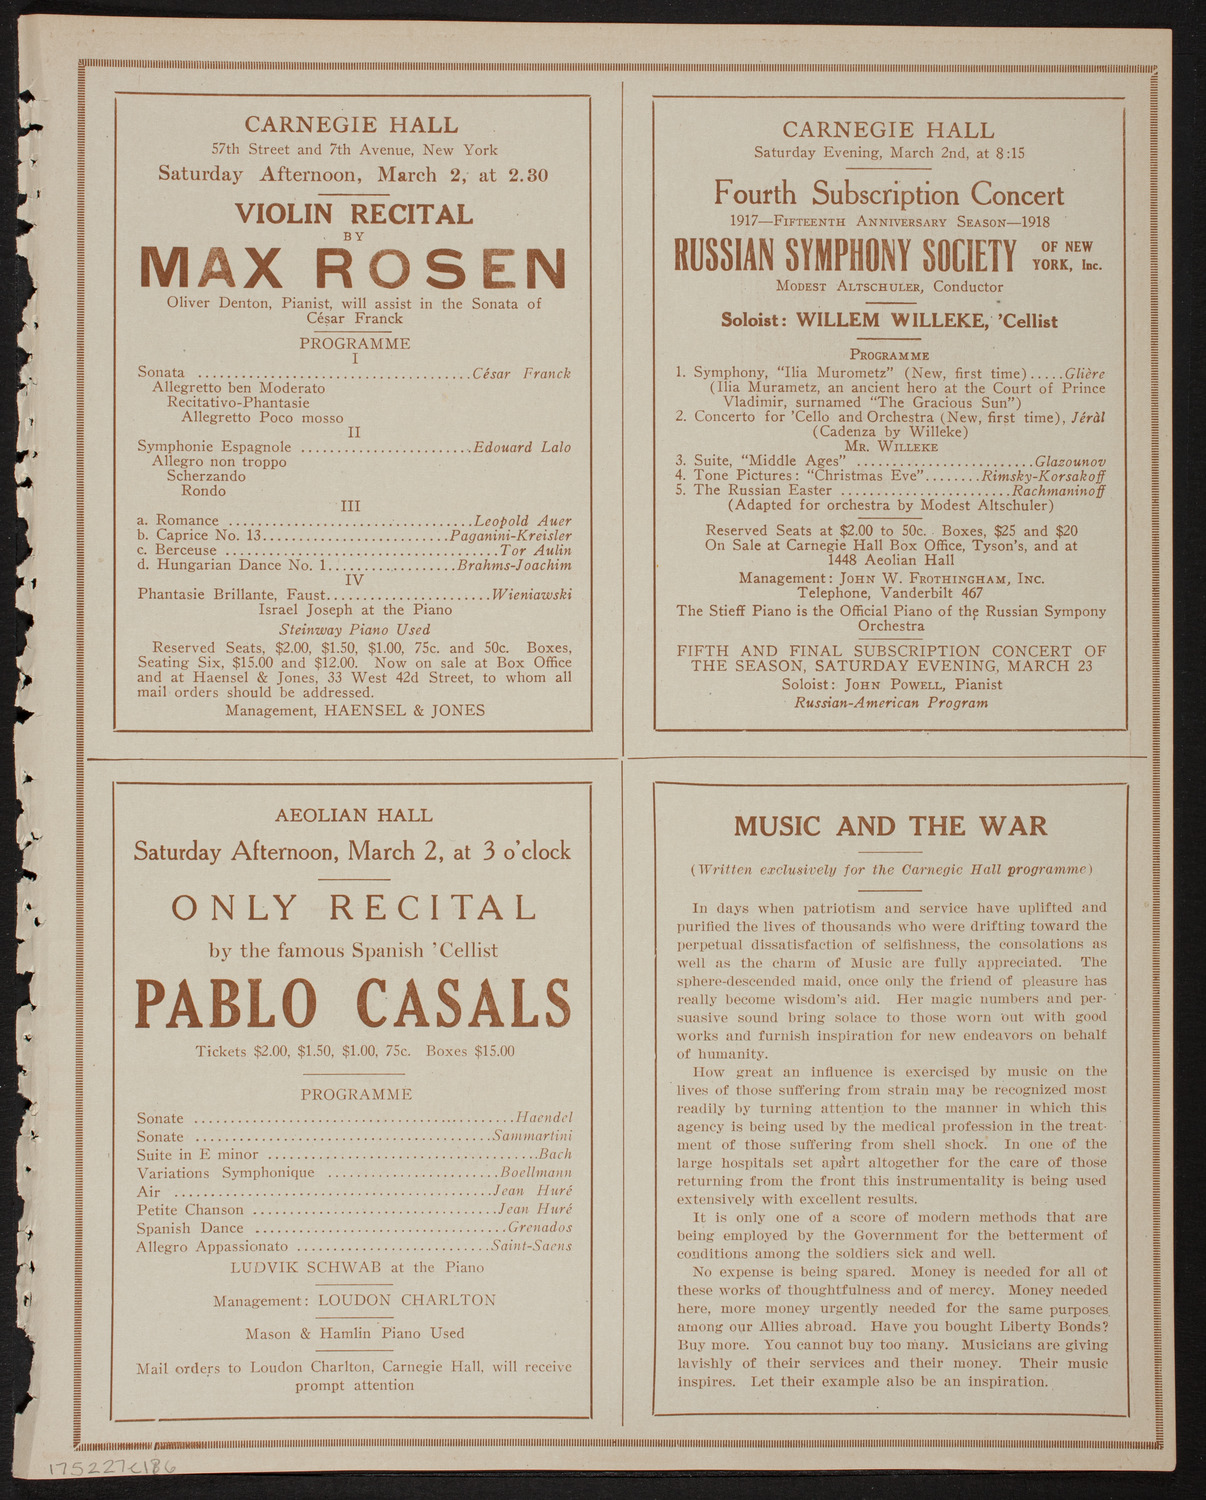 CARNEGIE HALL
57th Street and 7th Avenue, New York
Saturday Afternoon, March 2, at 2.30
VIOLIN RECITAL
BY
MAX ROSEN
Oliver Denton, Pianist, will assist in the Sonata of
César Franck
PROGRAMME
I
Sonata ......................................César Franck
Allegretto ben Moderato
Recitativo-Phantasie
Allegretto Poco mosso
II
Symphonie Espagnole ........................Edouard Lalo
Allegro non troppo
Scherzando
Rondo
III
a. Romance ..................................Leopold Auer
b. Caprice No. 13..........................Paganini-Kreisler
c. Berceuse ......................................Tor Aulin
d. Hungarian Dance No. 1..................Brahms-Joachim
IV
Phantasie Brillante, Faust.......................Wieniawski
Israel Joseph at the Piano
Steinway Piano Used
Reserved Seats, $2.00, $1.50, $1.00, 75c. and 50c. Boxes,
Seating Six, $15.00 and $12.00. Now on sale at Box Office
and at Haensel & Jones, 33 West 42d Street, to whom all
mail orders should be addressed.
Management, HAENSEL & JONES
CARNEGIE HALL
Saturday Evening, March 2nd, at 8:15
Fourth Subscription Concert
1917—Fifteenth Anniversary Season—1918
RUSSIAN SYMPHONY SOCIETY OF NEW
YORK, Inc.
Modest Altschuler, Conductor
Soloist: WILLEM WILLEKE, 'Cellist
Programme
1. Symphony, "Ilia Murometz" (New, first time).....Glière
(Ilia Murametz, an ancient hero at the Court of Prince
Vladimir, surnamed "The Gracious Sun")
2. Concerto for 'Cello and Orchestra (New, first time), Jéràl
(Cadenza by Willeke)
Mr. Willeke
3. Suite, "Middle Ages" .........................Glazounov
4. Tone Pictures: "Christmas Eve"........Rimsky-Korsakoff
5. The Russian Easter ........................Rachmaninoff
(Adapted for orchestra by Modest Altschuler)
Reserved Seats at $2.00 to 50c. Boxes, $25 and $20
On Sale at Carnegie Hall Box Office, Tyson's, and at
1448 Aeolian Hall
Management: John W. Frothingham, Inc.
Telephone, Vanderbilt 467
The Stieff Piano is the Official Piano of the Russian Sympony
Orchestra
FIFTH AND FINAL SUBSCRIPTION CONCERT OF
THE SEASON, SATURDAY EVENING, MARCH 23
Soloist: John Powell, Pianist
Russian-American Program
AEOLIAN HALL
Saturday Afternoon, March 2, at 3 o'clock
ONLY RECITAL
by the famous Spanish 'Cellist
PABLO CASALS
Tickets $2.00, $1.50, $1.00, 75c. Boxes $15.00
PROGRAMME
Sonate ............................................Haendel
Sonate .........................................Sammartini
Suite in E minor .....................................Bach
Variations Symphonique ........................Boellmann
Air ............................................Jean Huré
Petite Chanson ..................................Jean Huré
Spanish Dance ...................................Grenados
Allegro Appassionato ...........................Saint-Saens
LUDVIK SCHWAB at the Piano
Management: LOUDON CHARLTON
Mason & Hamlin Piano Used
Mail orders to Loudon Charlton, Carnegie Hall, will receive
prompt attention
MUSIC AND THE WAR
(Written exclusively for the Carnegic Hall programme)
In days when patriotism and service have uplifted and
purified the lives of thousands who were drifting toward the
perpetual dissatisfaction of selfishness, the consolations as
well as the charm of Music are fully appreciated. The
sphere-descended maid, once only the friend of pleasure has
really become wisdom's aid. Her magic numbers and per-
suasive sound bring solace to those worn out with good
works and furnish inspiration for new endeavors on behalf
of humanity.
How great an influence is exercised by music on the
lives of those suffering from strain may be recognized most
readily by turning attention to the manner in which this
agency is being used by the medical profession in the treat-
ment of those suffering from shell shock. In one of the
large hospitals set apart altogether for the care of those
returning from the front this instrumentality is being used
extensively with excellent results.
It is only one of a score of modern methods that are
being employed by the Government for the betterment of
conditions among the soldiers sick and well.
No expense is being spared. Money is needed for all of
these works of thoughtfulness and of mercy. Money needed
here, more money urgently needed for the same purposes
among our Allies abroad. Have you bought Liberty Bonds?
Buy more. You cannot buy too many. Musicians are giving
lavishly of their services and their money. Their music
inspires. Let their example also be an inspiration.
175227c186